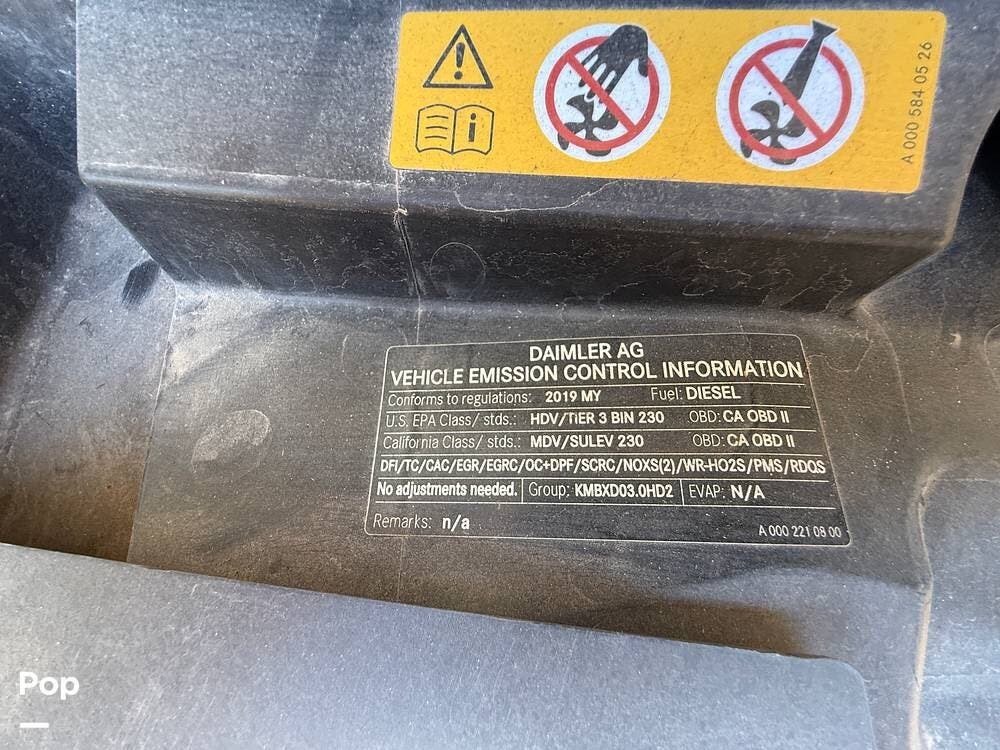 A 000 584 05 26
DAIMLER AG
VEHICLE EMISSION CONTROL INFORMATION
Conforms to regulations: 2019 MY Fuel: DIESEL
U.S. EPA Class/ stds.: HDV/TIER 3 BIN 230 OBD: CA OBD II
California Class/ stds.: MDV/SULEV 230 OBD: CA OBD II
DFI/TC/CAC/EGR/EGRC/OC+DPF/SCRC/NOXS(2)/WR-HO2S/PMS/RDQS
No adjustments needed. Group: KMBXD03.0HD2 EVAP: N/A
Remarks: n/a
A 000 221 08 00
Pop